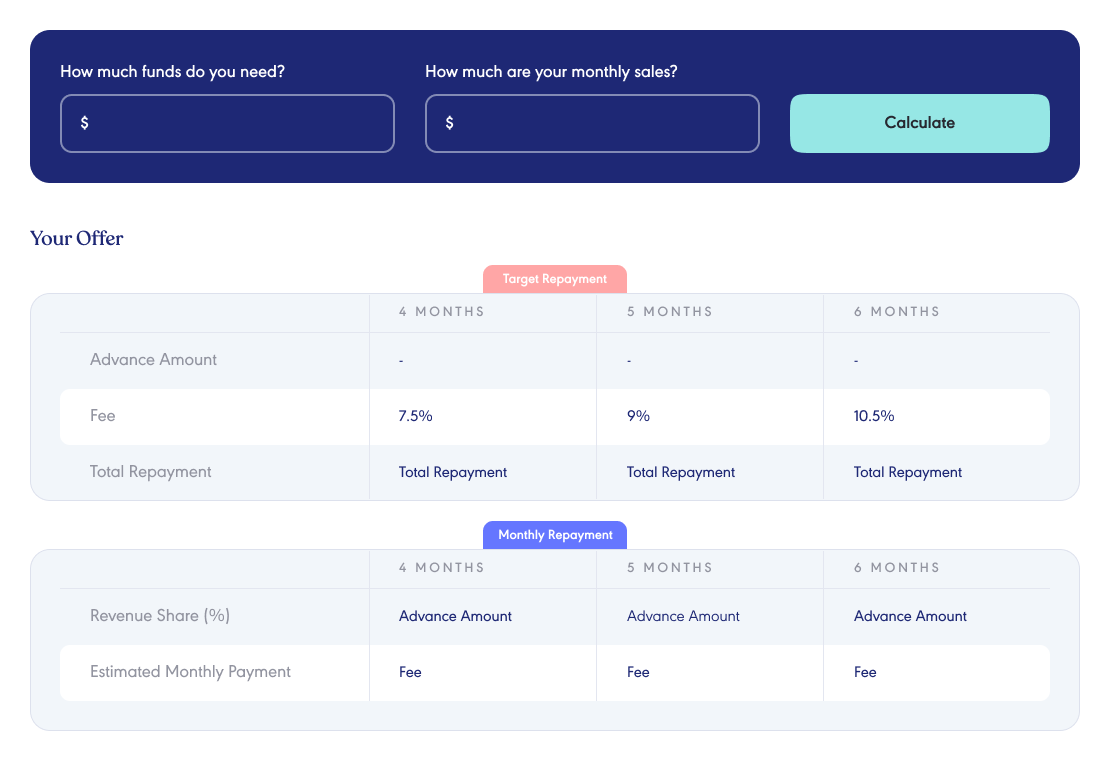 How much funds do you need? How much are your monthly sales?
$ $ Calculate
Your Offer
Target Repayment
4 MONTHS 5 MONTHS 6 MONTHS
Advance Amount - - -
Fee 7.5% 9% 10.5%
Total Repayment Total Repayment Total Repayment Total Repayment
Monthly Repayment
4 MONTHS 5 MONTHS 6 MONTHS
Revenue Share (%) Advance Amount Advance Amount Advance Amount
Estimated Monthly Payment Fee Fee Fee